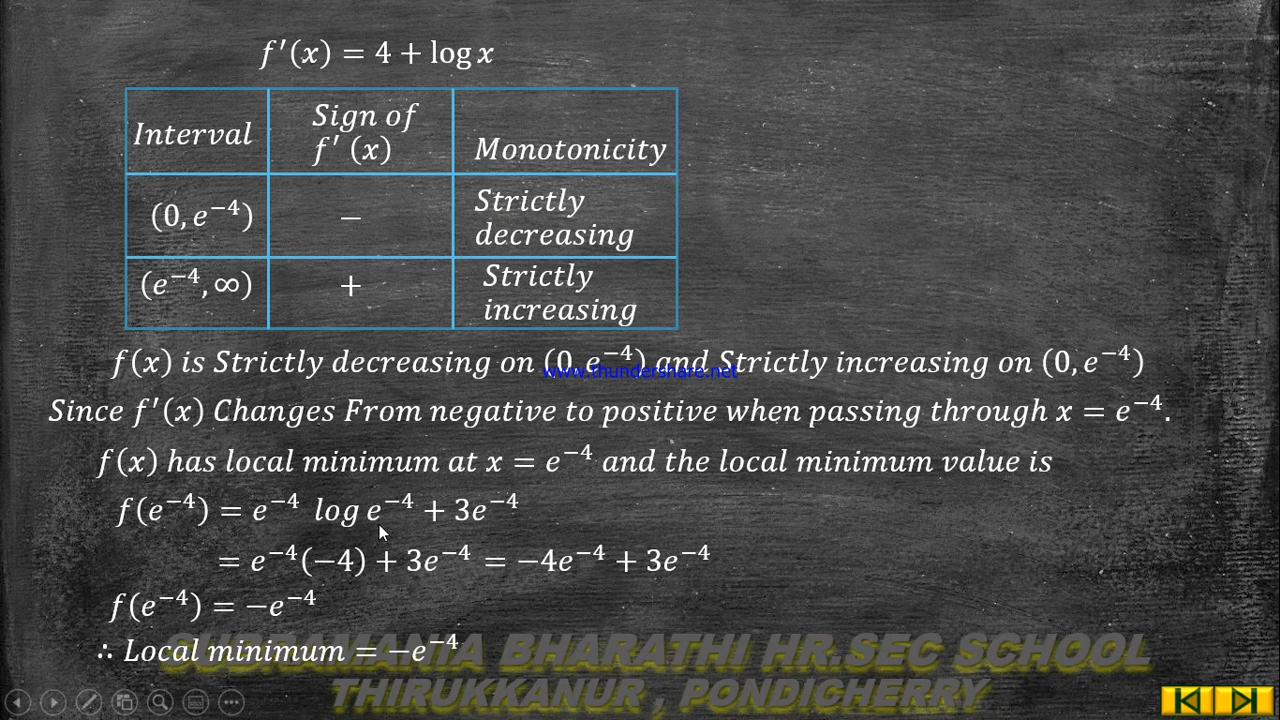 f'(x) = 4 + log x
Interval Sign of f'(x) Monotonicity
(0, e⁻⁴) − Strictly decreasing
(e⁻⁴, ∞) + Strictly increasing
f(x) is Strictly decreasing on (0, e⁻⁴) and Strictly increasing on (0, e⁻⁴)
www.thundershare.net
Since f'(x) Changes From negative to positive when passing through x = e⁻⁴.
f(x) has local minimum at x = e⁻⁴ and the local minimum value is
f(e⁻⁴) = e⁻⁴ log e⁻⁴ + 3e⁻⁴
= e⁻⁴(−4) + 3e⁻⁴ = −4e⁻⁴ + 3e⁻⁴
f(e⁻⁴) = −e⁻⁴
∴ Local minimum = −e⁻⁴
SUBRAMANIA BHARATHI HR.SEC SCHOOL
THIRUKKANUR , PONDICHERRY